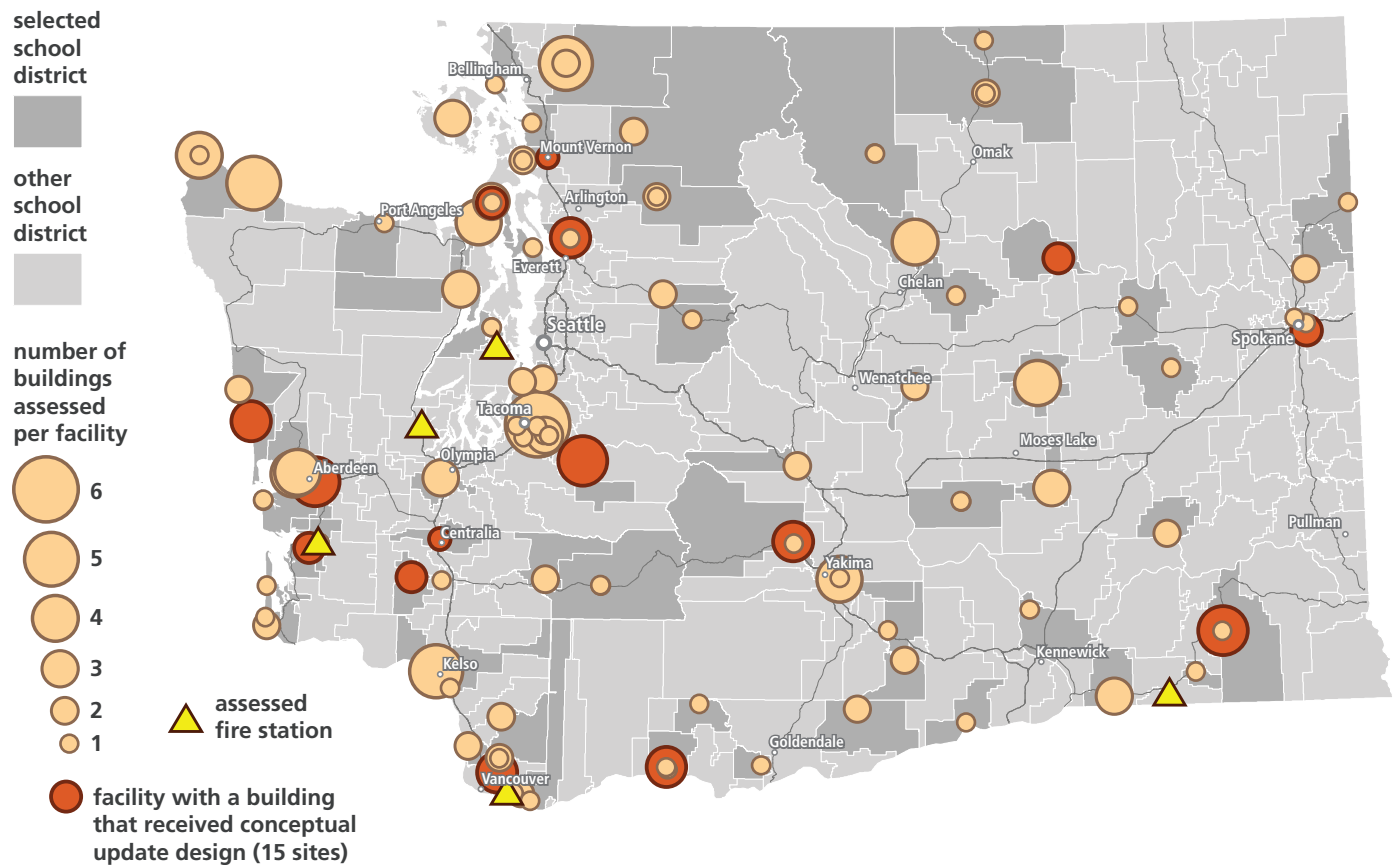 selected
school
district
other
school
district
number of
buildings
assessed
per facility
6
5
4
3
2
1
assessed
fire station
facility with a building
that received conceptual
update design (15 sites)
Bellingham
Mount Vernon
Omak
Arlington
Port Angeles
Everett
Chelan
Seattle
Spokane
Wenatchee
Tacoma
Moses Lake
Olympia
Aberdeen
Pullman
Centralia
Yakima
Kennewick
Kelso
Goldendale
Vancouver